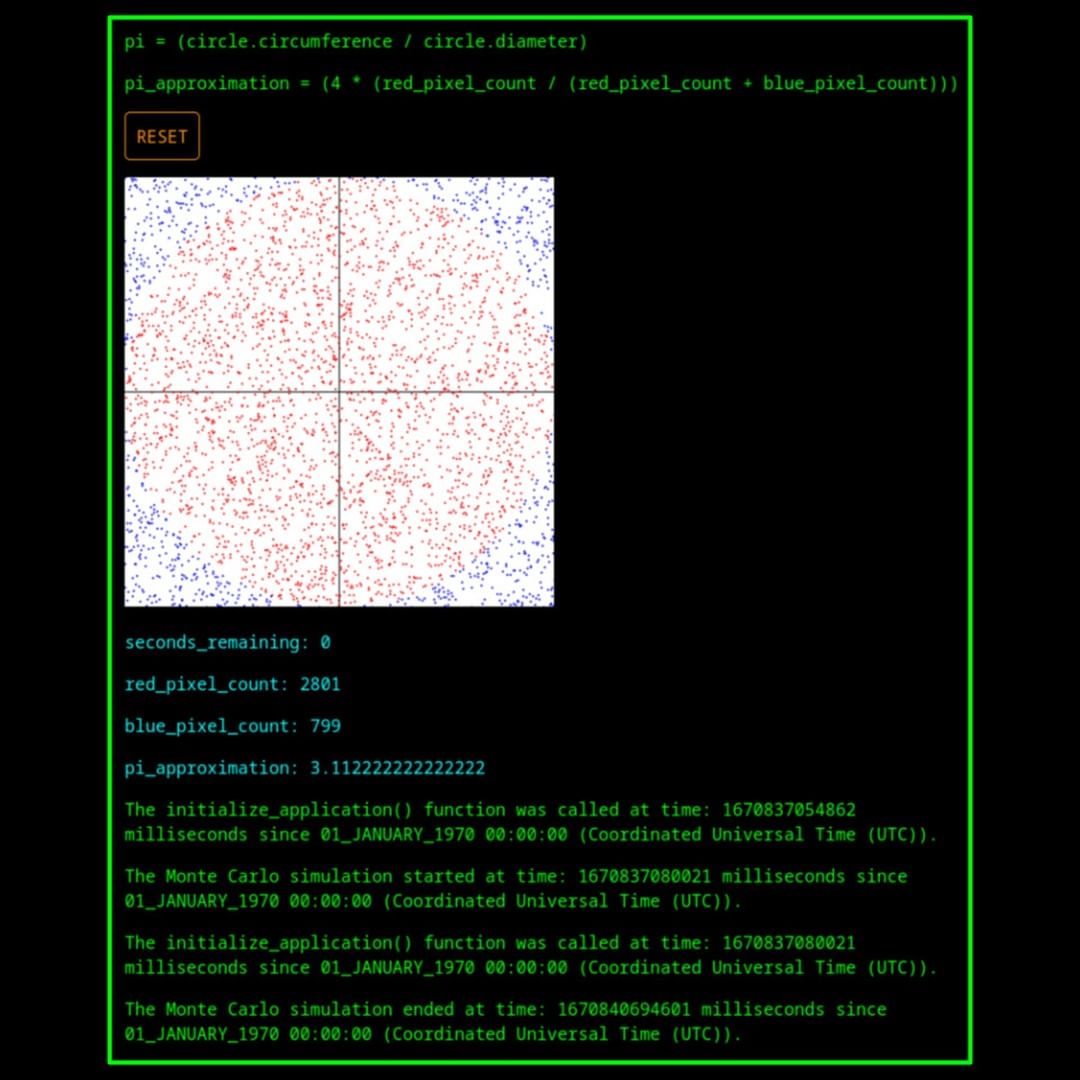 pi = (circle.circumference / circle.diameter)
pi_approximation = (4 * (red_pixel_count / (red_pixel_count + blue_pixel_count)))
RESET
seconds_remaining: 0
red_pixel_count: 2801
blue_pixel_count: 799
pi_approximation: 3.112222222222222
The initialize_application() function was called at time: 1670837054862
milliseconds since 01_JANUARY_1970 00:00:00 (Coordinated Universal Time (UTC)).
The Monte Carlo simulation started at time: 1670837080021 milliseconds since
01_JANUARY_1970 00:00:00 (Coordinated Universal Time (UTC)).
The initialize_application() function was called at time: 1670837080021
milliseconds since 01_JANUARY_1970 00:00:00 (Coordinated Universal Time (UTC)).
The Monte Carlo simulation ended at time: 1670840694601 milliseconds since
01_JANUARY_1970 00:00:00 (Coordinated Universal Time (UTC)).